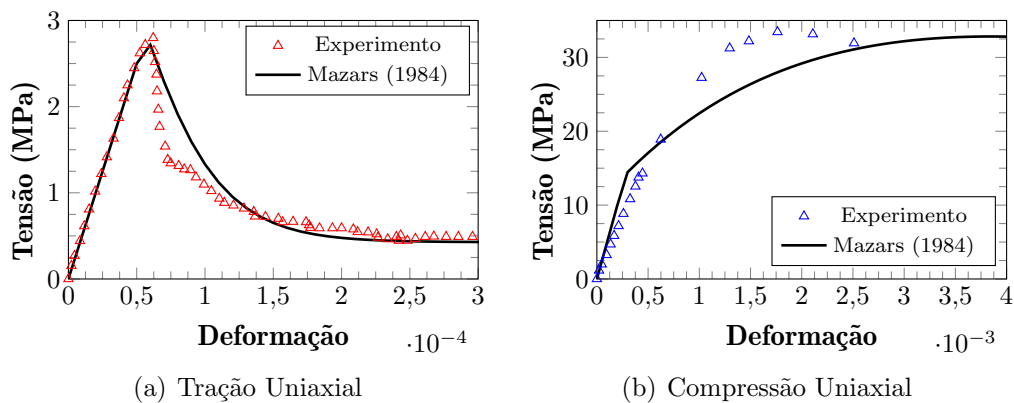 3
2
1
0
Tensão (MPa)
Experimento
Mazars (1984)
0 0,5 1 1,5 2 2,5 3
Deformação
·10−4
(a) Tração Uniaxial
30
20
10
0
Tensão (MPa)
Experimento
Mazars (1984)
0 0,5 1 1,5 2 2,5 3 3,5 4
Deformação
·10−3
(b) Compressão Uniaxial